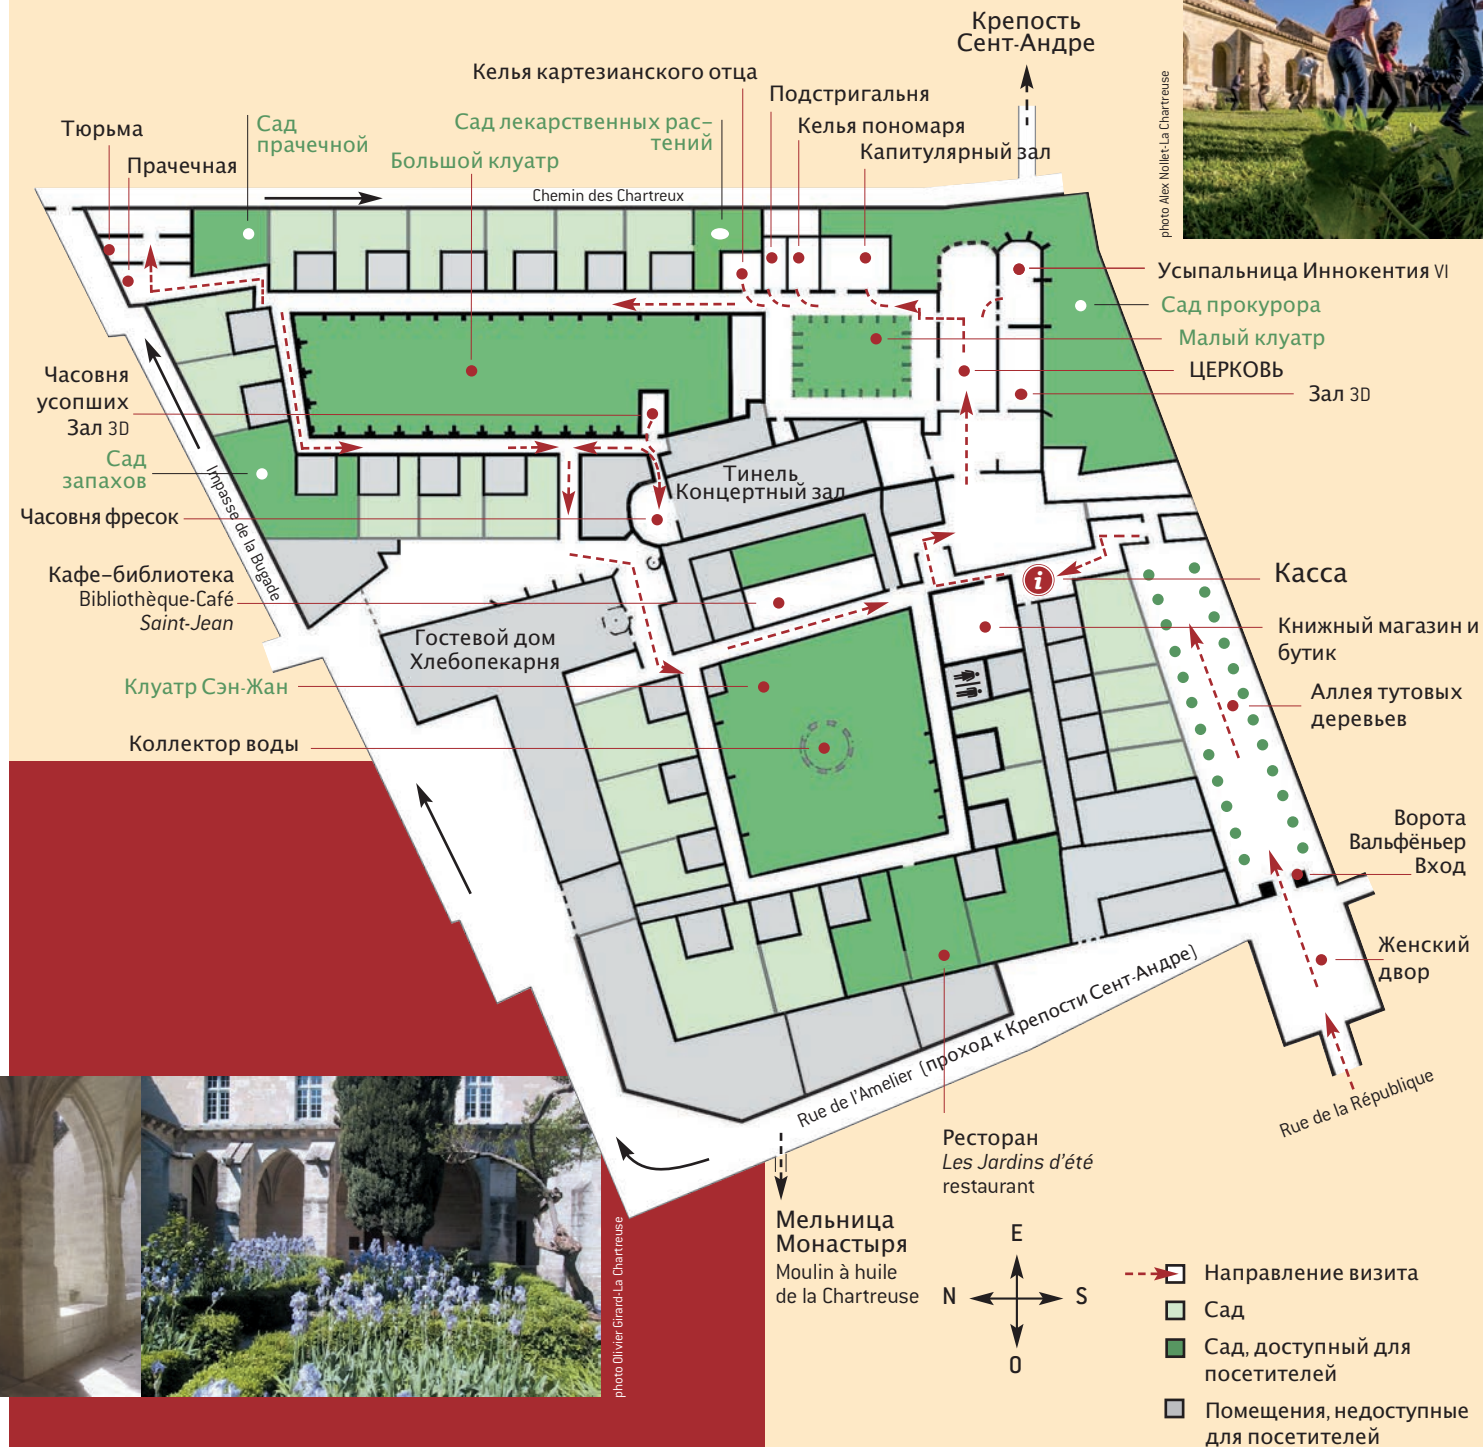 Крепость
Сент-Андре
photo Alex Nollet-La Chartreuse
Келья картезианского отца
Подстригальня
Тюрьма
Сад
прачечной
Сад лекарственных рас-
тений
Келья пономаря
Большой клуатр
Капитулярный зал
Прачечная
Chemin des Chartreux
Усыпальница Иннокентия VI
Сад прокурора
Малый клуатр
ЦЕРКОВЬ
Зал 3D
Часовня
усопших
Зал 3D
Сад
запахов
Impasse de la Bugade
Тинель
Концертный зал
Часовня фресок
Кафе-библиотека
Bibliothèque-Café
Saint-Jean
i
Касса
Гостевой дом
Хлебопекарня
Книжный магазин и
бутик
Клуатр Сэн-Жан
Аллея тутовых
деревьев
Коллектор воды
Ворота
Вальфёньер
Вход
Женский
двор
Rue de l'Amelier (проход к Крепости Сент-Андре)
Rue de la République
Ресторан
Les Jardins d'été
restaurant
Мельница
Монастыря
Moulin à huile
de la Chartreuse
photo Olivier Girard-La Chartreuse
E
N
S
O
Направление визита
Сад
Сад, доступный для
посетителей
Помещения, недоступные
для посетителей